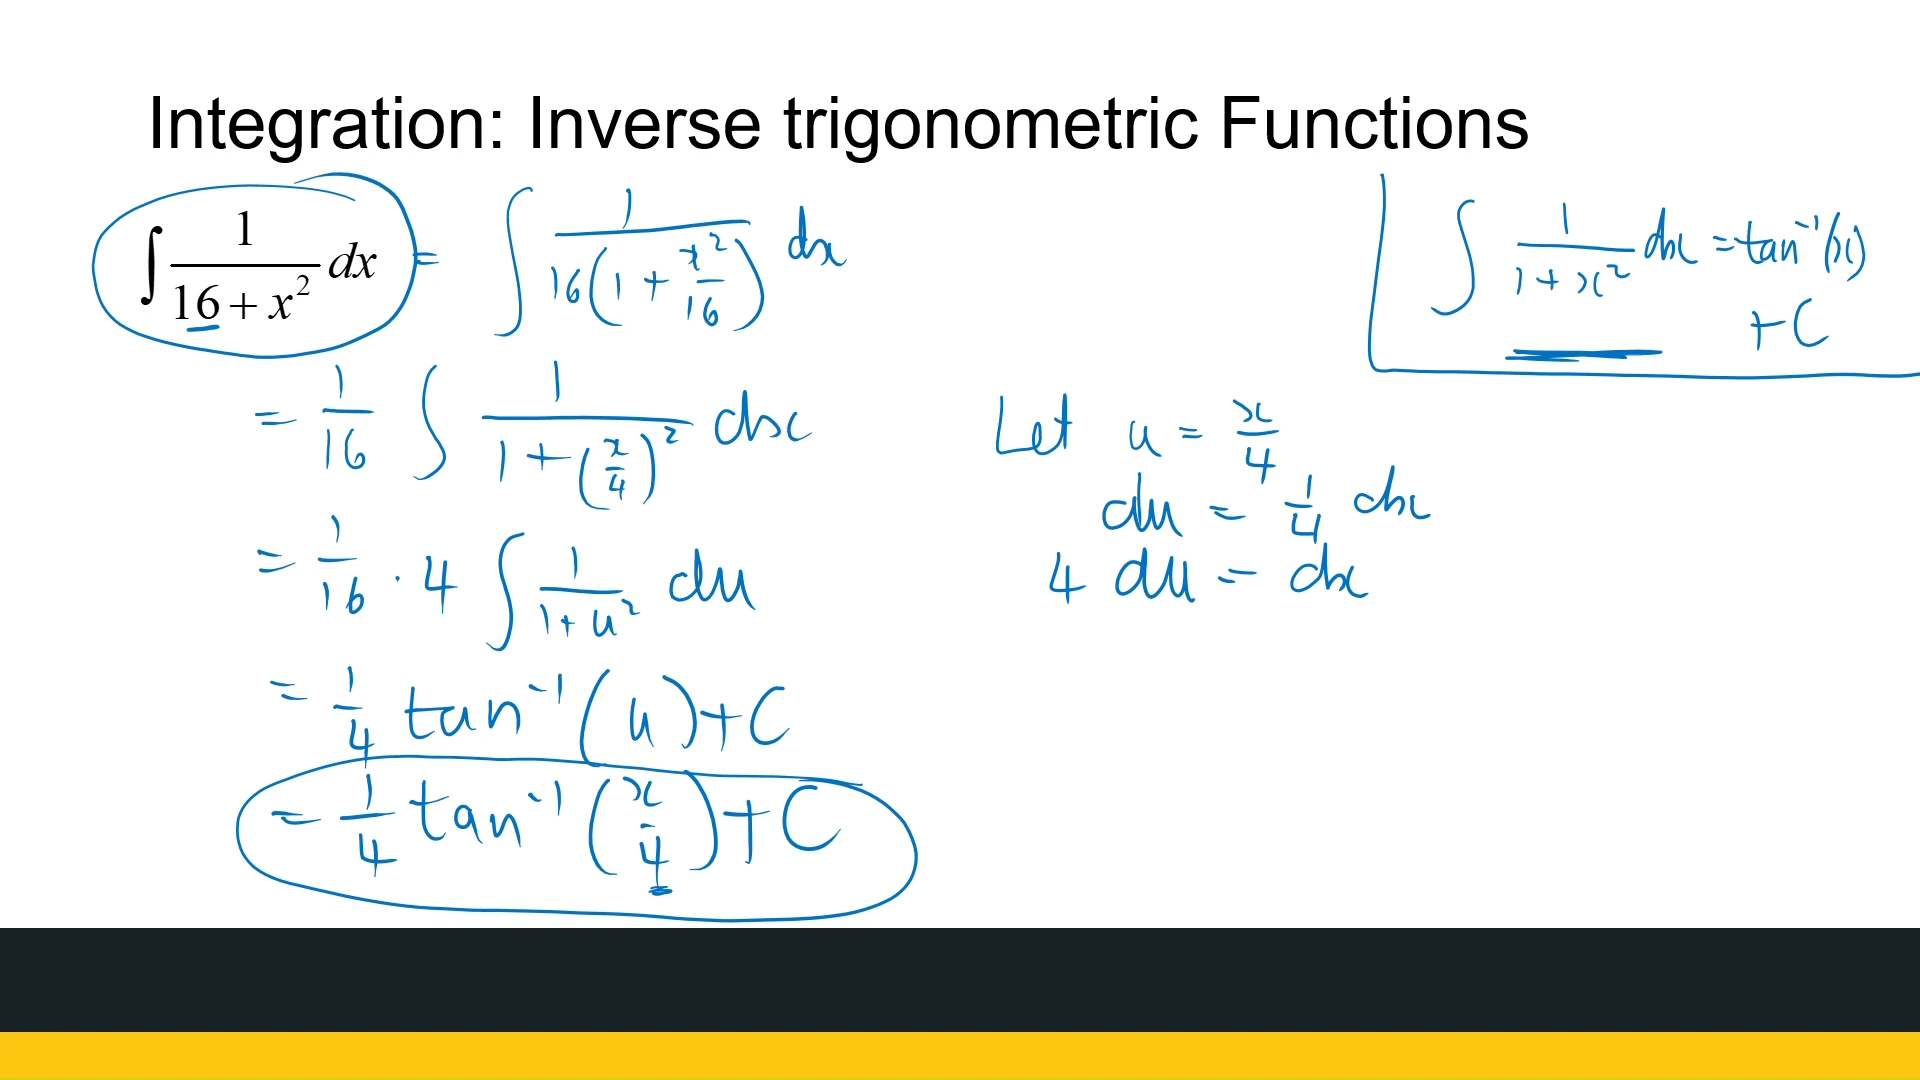 Integration: Inverse trigonometric Functions
∫ 1/(16 + x²) dx = ∫ 1/(16(1 + x²/16)) dx
∫ 1/(1 + x²) dx = tan⁻¹(x)
+ C
= 1/16 ∫ 1/(1 + (x/4)²) dx
Let u = x/4
du = 1/4 dx
= 1/16 · 4 ∫ 1/(1 + u²) du
4 du = dx
= 1/4 tan⁻¹(u) + C
= 1/4 tan⁻¹(x/4) + C